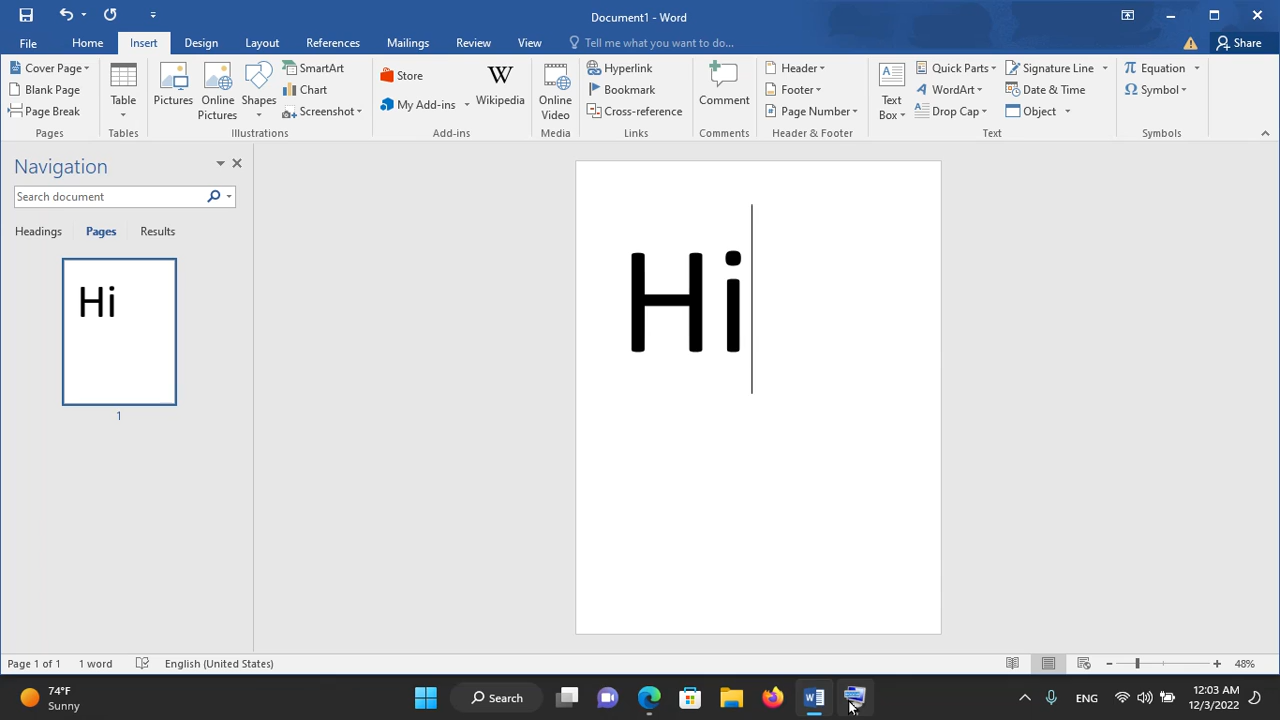 Document1 - Word
File Home Insert Design Layout References Mailings Review View Tell me what you want to do... Share
Cover Page
Blank Page
Page Break
Pages
Table
Tables
Pictures
Online Pictures
Shapes
SmartArt
Chart
Screenshot
Illustrations
Store
My Add-ins
W
Wikipedia
Add-ins
Online Video
Media
Hyperlink
Bookmark
Cross-reference
Links
Comment
Comments
Header
Footer
Page Number
#
Header & Footer
A
Text Box
Quick Parts
WordArt
Drop Cap
Signature Line
Date & Time
Object
Text
π Equation
Ω Symbol
Symbols
Navigation
Search document
Headings Pages Results
Hi
1
Hi
Page 1 of 1 1 word English (United States) 48%
74°F
Sunny
Search
ENG
12:03 AM
12/3/2022